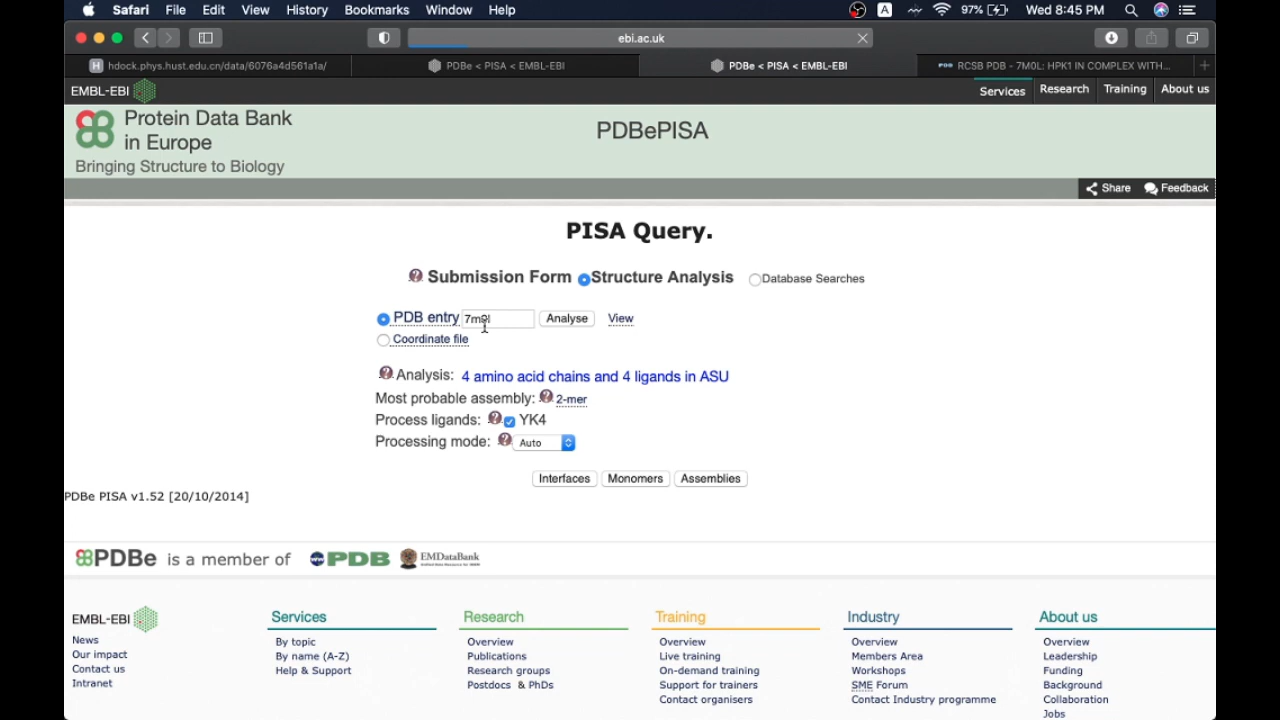 Safari File Edit View History Bookmarks Window Help A 97% Wed 8:45 PM
ebi.ac.uk
H hdock.phys.hust.edu.cn/data/6076a4d561a1a/ PDBe < PISA < EMBL-EBI PDBe < PISA < EMBL-EBI PDB RCSB PDB - 7M0L: HPK1 IN COMPLEX WITH...
EMBL-EBI Services Research Training About us
Protein Data Bank
in Europe
Bringing Structure to Biology
PDBePISA
Share Feedback
PISA Query.
Submission Form Structure Analysis Database Searches
PDB entry 7m0l Analyse View
Coordinate file
Analysis: 4 amino acid chains and 4 ligands in ASU
Most probable assembly: 2-mer
Process ligands: YK4
Processing mode: Auto
Interfaces Monomers Assemblies
PDBe PISA v1.52 [20/10/2014]
PDBe is a member of PDB EMDataBank
EMBL-EBI Services Research Training Industry About us
News By topic Overview Overview Overview Overview
Our impact By name (A-Z) Publications Live training Members Area Leadership
Contact us Help & Support Research groups On-demand training Workshops Funding
Intranet Postdocs & PhDs Support for trainers SME Forum Background
Contact organisers Contact Industry programme Collaboration
Jobs